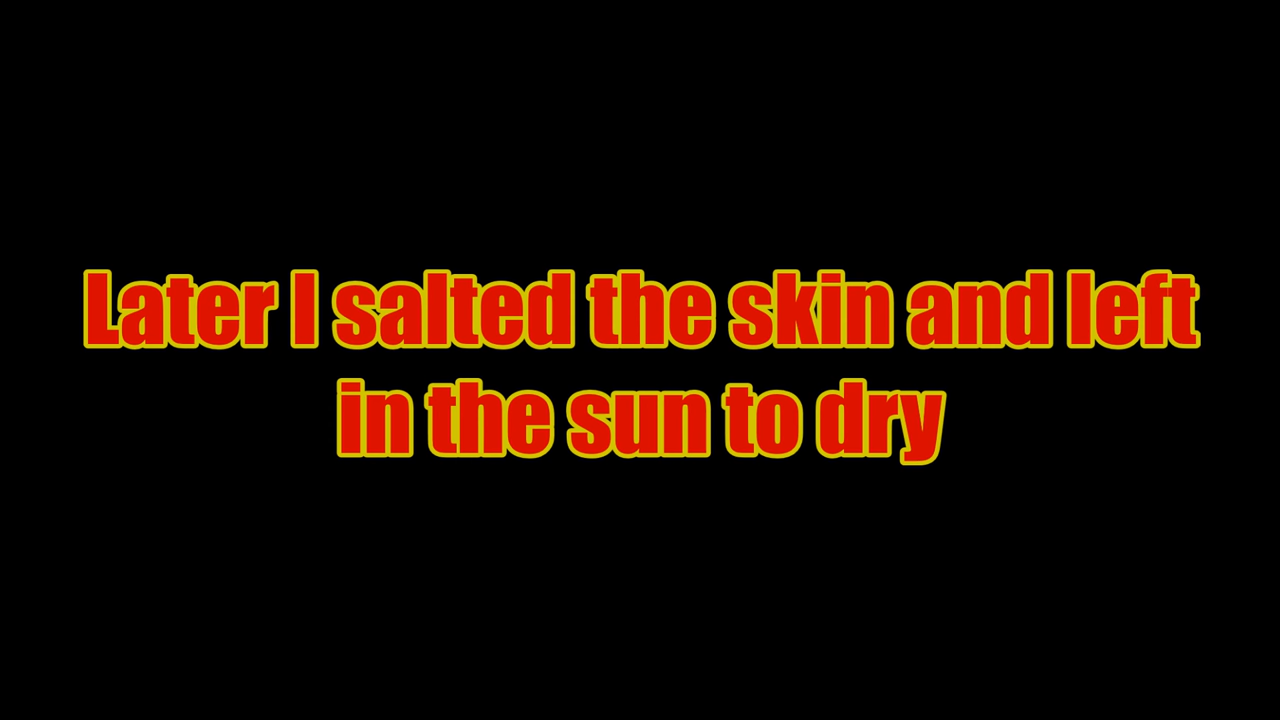 Later I salted the skin and left
in the sun to dry